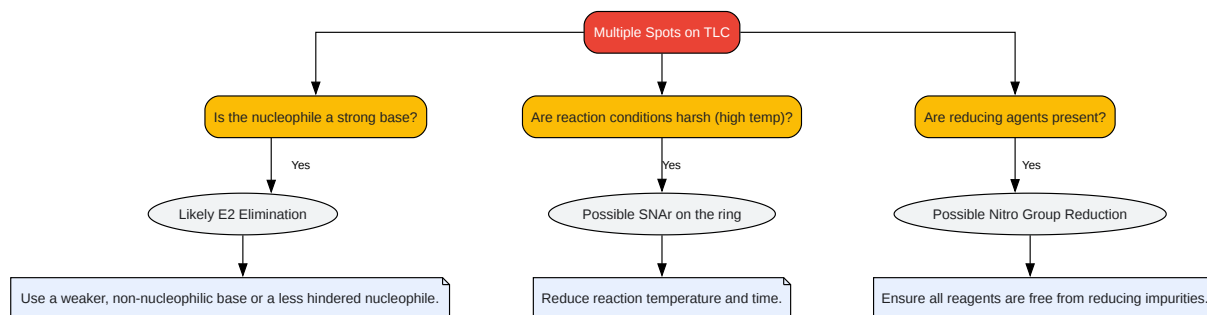 Multiple Spots on TLC
Is the nucleophile a strong base?
Are reaction conditions harsh (high temp)?
Are reducing agents present?
Yes
Yes
Yes
Likely E2 Elimination
Possible SNAr on the ring
Possible Nitro Group Reduction
Use a weaker, non-nucleophilic base or a less hindered nucleophile.
Reduce reaction temperature and time.
Ensure all reagents are free from reducing impurities.